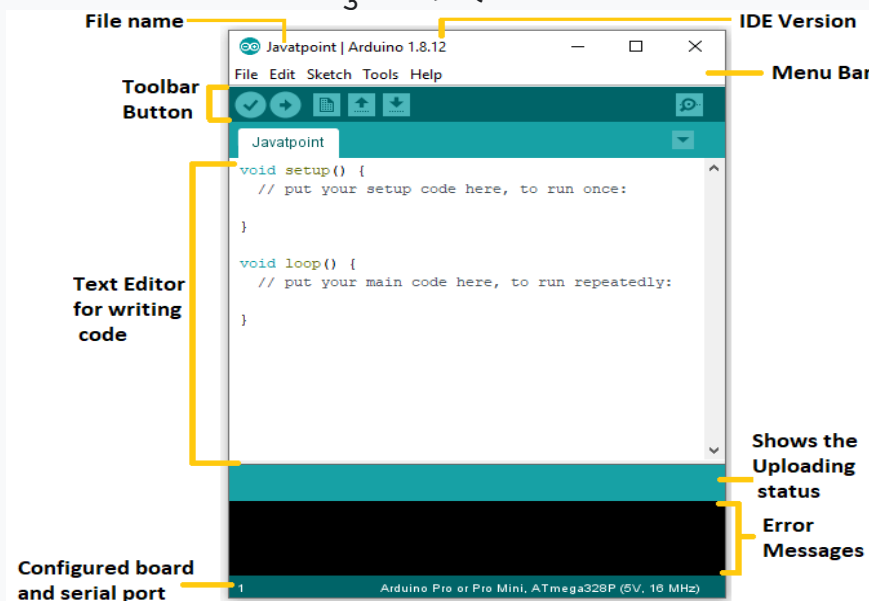 File name
IDE Version
Javatpoint | Arduino 1.8.12
File Edit Sketch Tools Help
Menu Bar
Toolbar
Button
Javatpoint
void setup() {
// put your setup code here, to run once:
}
void loop() {
// put your main code here, to run repeatedly:
}
Text Editor
for writing
code
Shows the
Uploading
status
Error
Messages
Configured board
and serial port
1
Arduino Pro or Pro Mini, ATmega328P (5V, 16 MHz)